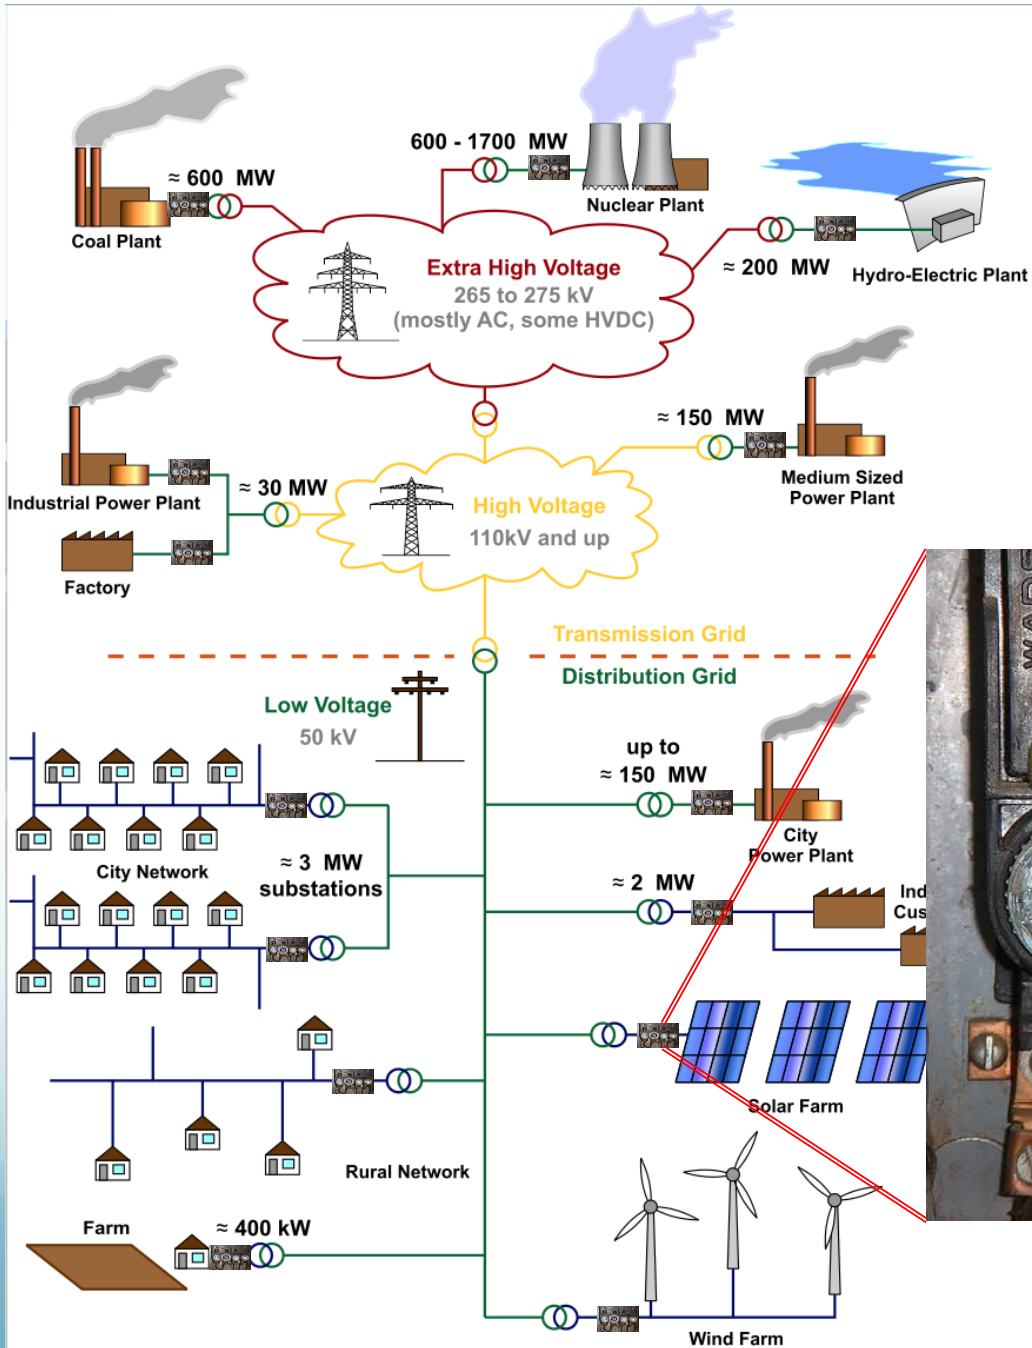 600 - 1700 MW
≈ 600 MW
Nuclear Plant
Coal Plant
≈ 200 MW
Hydro-Electric Plant
Extra High Voltage
265 to 275 kV
(mostly AC, some HVDC)
≈ 150 MW
Medium Sized
Power Plant
Industrial Power Plant
≈ 30 MW
Factory
High Voltage
110kV and up
Transmission Grid
Distribution Grid
Low Voltage
50 kV
up to
≈ 150 MW
City
Power Plant
City Network
≈ 3 MW
substations
≈ 2 MW
Ind
Cus
Solar Farm
Rural Network
Farm
≈ 400 kW
Wind Farm